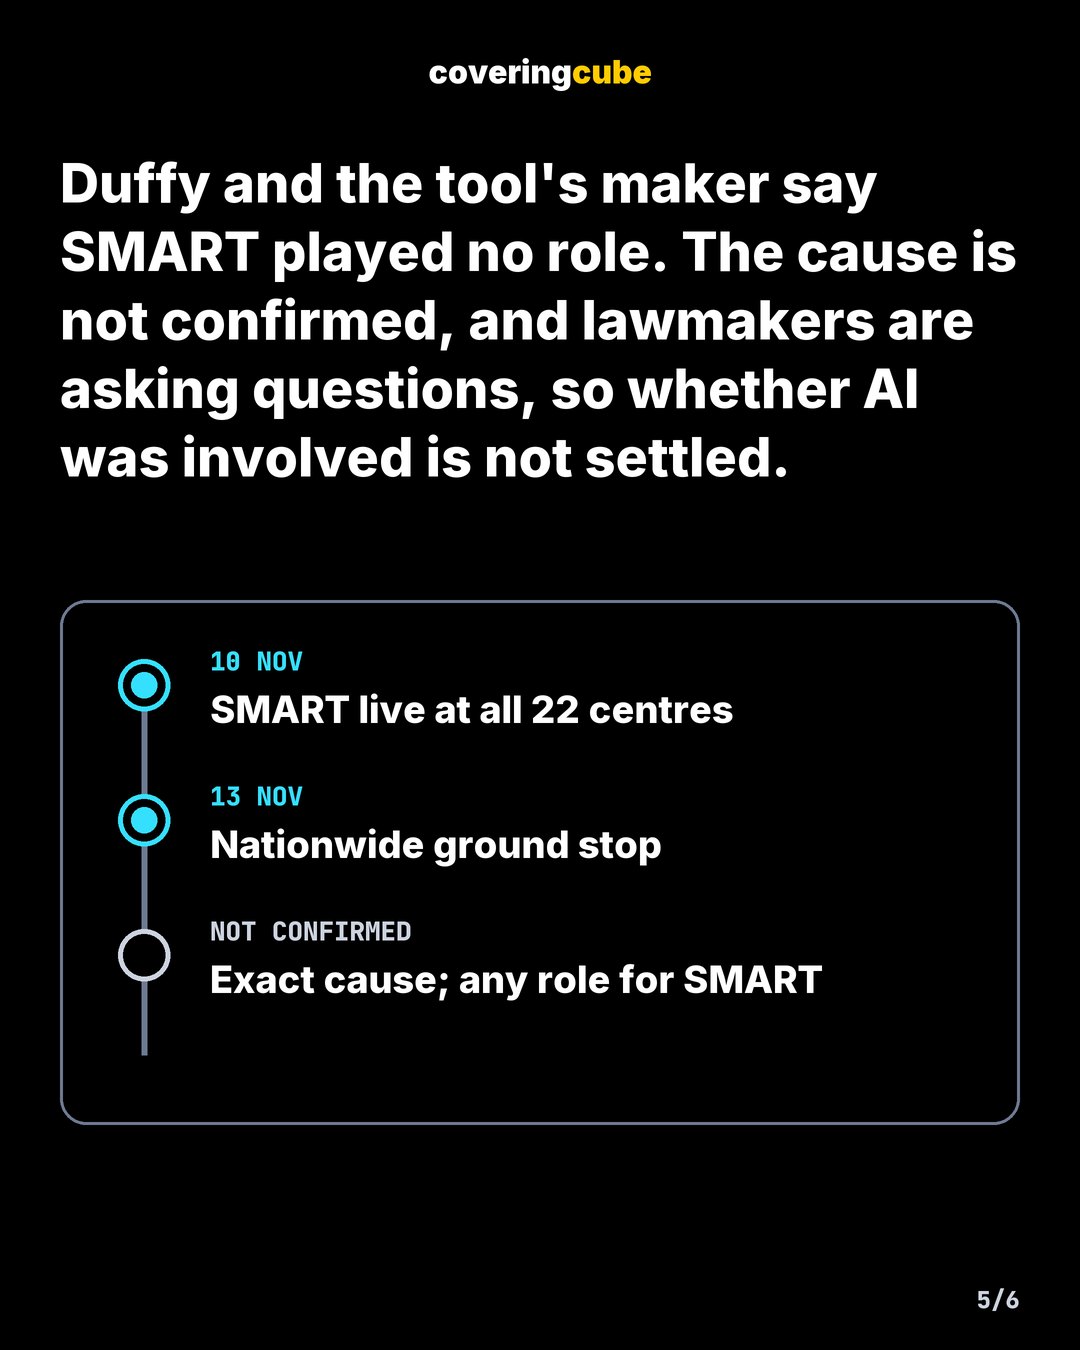 coveringcube
Duffy and the tool's maker say
SMART played no role. The cause is
not confirmed, and lawmakers are
asking questions, so whether AI
was involved is not settled.
10 NOV
SMART live at all 22 centres
13 NOV
Nationwide ground stop
NOT CONFIRMED
Exact cause; any role for SMART
5/6